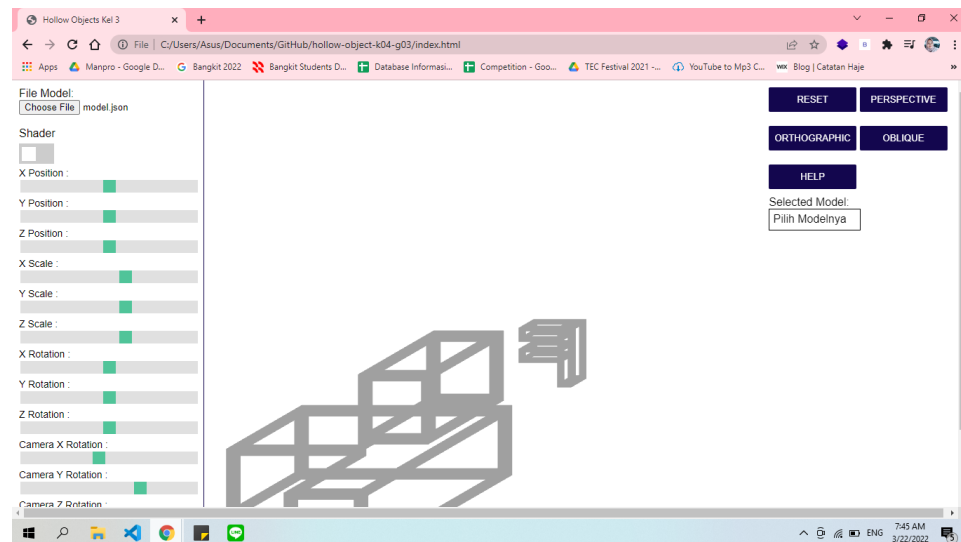 Hollow Objects Kel 3
File | C:/Users/Asus/Documents/GitHub/hollow-object-k04-g03/index.html
Apps Manpro - Google D... Bangkit 2022 Bangkit Students D... Database Informasi... Competition - Goo... TEC Festival 2021 -... YouTube to Mp3 C... WIX Blog | Catatan Haje
File Model:
Choose File model.json
Shader
X Position :
Y Position :
Z Position :
X Scale :
Y Scale :
Z Scale :
X Rotation :
Y Rotation :
Z Rotation :
Camera X Rotation :
Camera Y Rotation :
Camera Z Rotation :
RESET PERSPECTIVE
ORTHOGRAPHIC OBLIQUE
HELP
Selected Model:
Pilih Modelnya
ENG
7:45 AM
3/22/2022
5